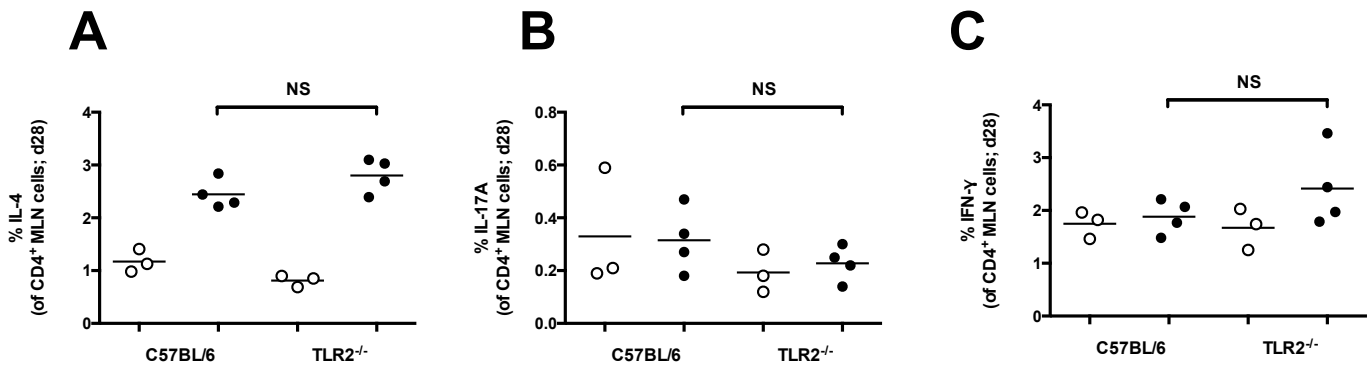 A
B
C
NS
NS
NS
% IL-4
(of CD4⁺ MLN cells; d28)
4
3
2
1
0
C57BL/6
TLR2⁻/⁻
% IL-17A
(of CD4⁺ MLN cells; d28)
0.8
0.6
0.4
0.2
0.0
C57BL/6
TLR2⁻/⁻
% IFN-γ
(of CD4⁺ MLN cells; d28)
4
3
2
1
0
C57BL/6
TLR2⁻/⁻